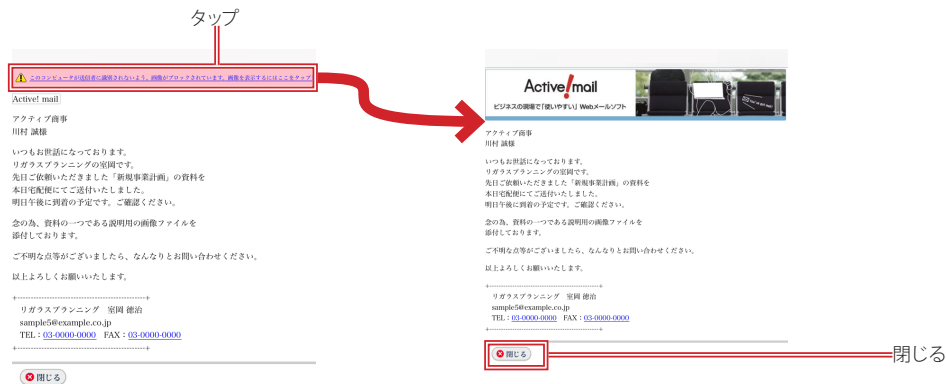 タップ
このコンピュータが送信者に識別されないよう、画像がブロックされています。画像を表示するにはここをタップ
Active! mail
アクティブ商事
川村 誠様
いつもお世話になっております。
リガラスプランニングの室岡です。
先日ご依頼いただきました「新規事業計画」の資料を
本日宅配便にてご送付いたしました。
明日午後に到着の予定です。ご確認ください。
念の為、資料の一つである説明用の画像ファイルを
添付しております。
ご不明な点等がございましたら、なんなりとお問い合わせください。
以上よろしくお願いいたします。
+------------------------------------------------+
リガラスプランニング 室岡 徳治
sample5@example.co.jp
TEL：03-0000-0000 FAX：03-0000-0000
+------------------------------------------------+
閉じる
Active! mail
ビジネスの現場で「使いやすい」Webメールソフト
アクティブ商事
川村 誠様
いつもお世話になっております。
リガラスプランニングの室岡です。
先日ご依頼いただきました「新規事業計画」の資料を
本日宅配便にてご送付いたしました。
明日午後に到着の予定です。ご確認ください。
念の為、資料の一つである説明用の画像ファイルを
添付しております。
ご不明な点等がございましたら、なんなりとお問い合わせください。
以上よろしくお願いいたします。
+------------------------------------------------+
リガラスプランニング 室岡 徳治
sample5@example.co.jp
TEL：03-0000-0000 FAX：03-0000-0000
+------------------------------------------------+
閉じる
閉じる